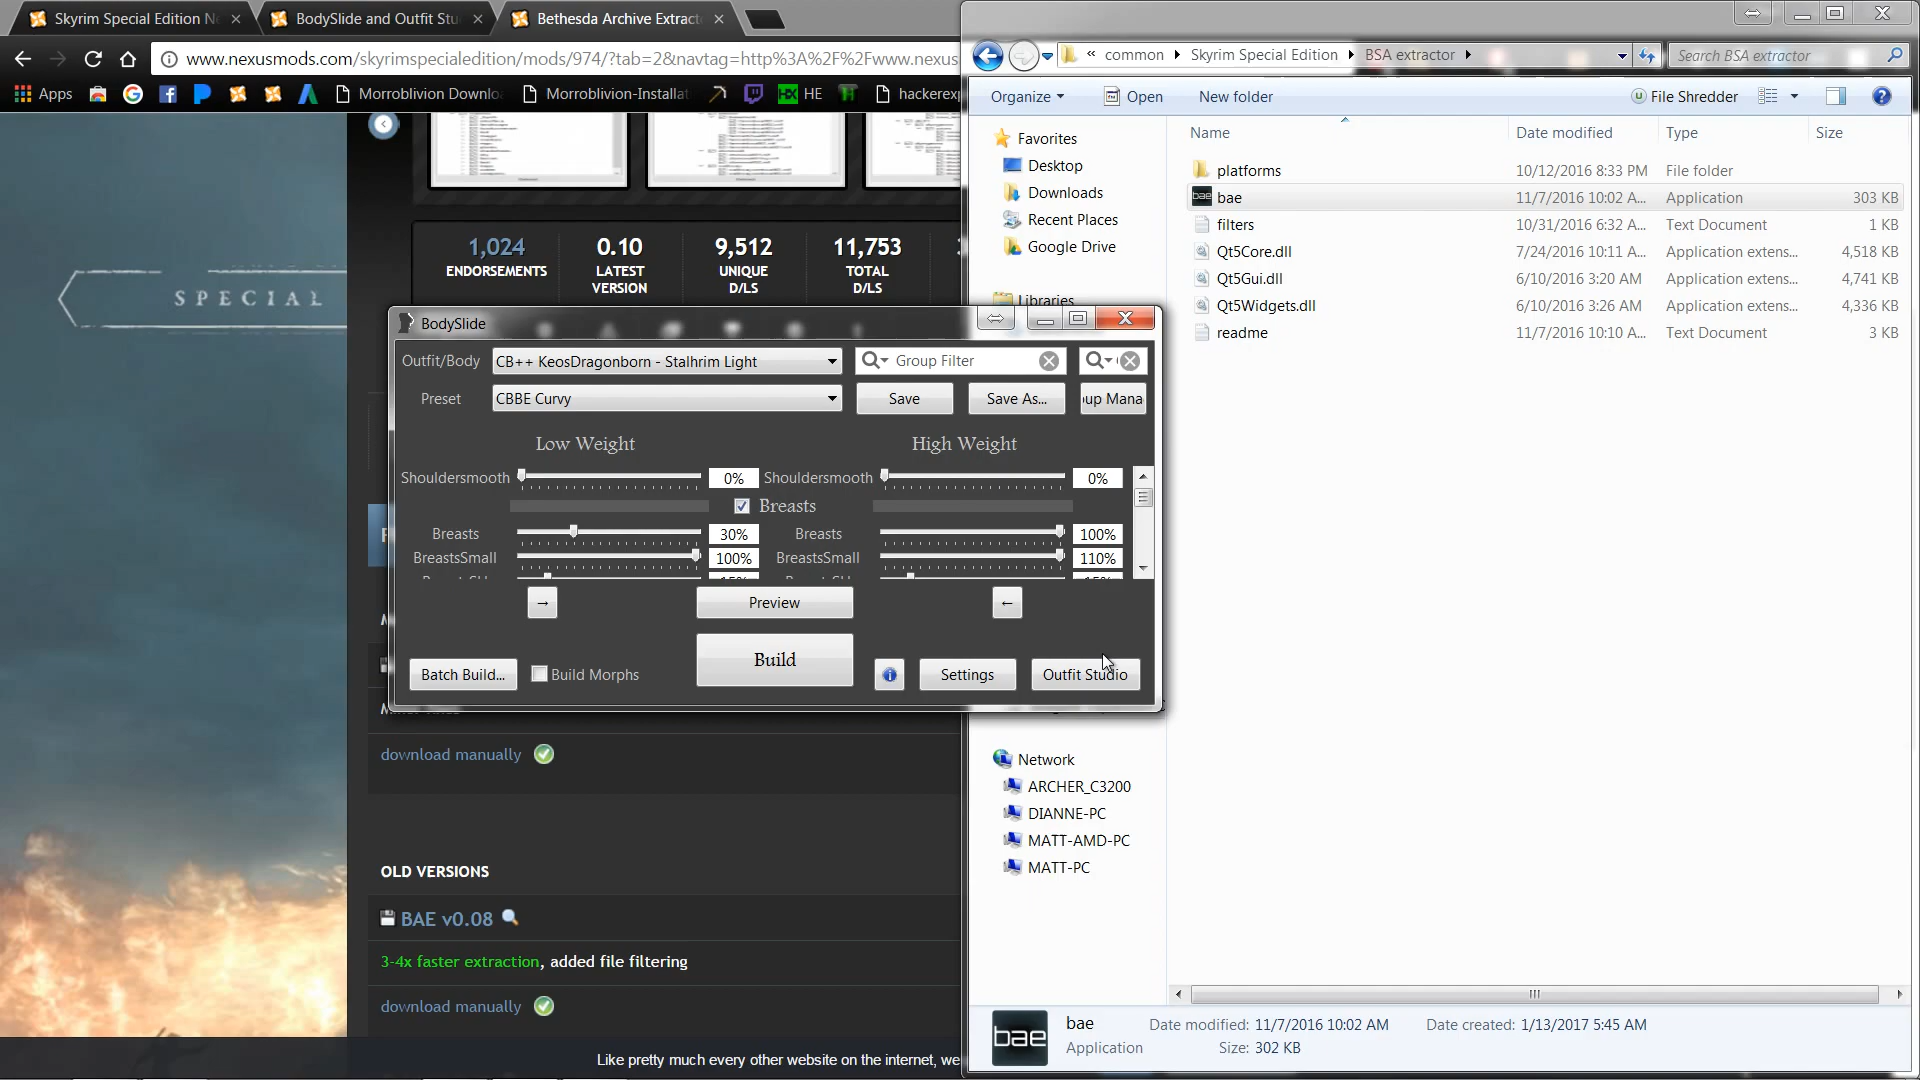 Skyrim Special Edition Ne
BodySlide and Outfit Stu
Bethesda Archive Extracto
www.nexusmods.com/skyrimspecialedition/mods/974/?tab=2&navtag=http%3A%2F%2Fwww.nexus
Apps
Morroblivion Downlo
Morroblivion-Installat
HE
hackerexp
SPECIAL
1,024
0.10
9,512
11,753
ENDORSEMENTS
LATEST
UNIQUE
TOTAL
VERSION
D/LS
D/LS
BodySlide
Outfit/Body
CB++ KeosDragonborn - Stalhrim Light
Group Filter
Preset
CBBE Curvy
Save
Save As...
up Mana
Low Weight
High Weight
Shouldersmooth
0%
Shouldersmooth
0%
Breasts
Breasts
30%
Breasts
100%
BreastsSmall
100%
BreastsSmall
110%
→
Preview
←
Build
Batch Build...
Build Morphs
Settings
Outfit Studio
download manually
OLD VERSIONS
BAE v0.08
3-4x faster extraction, added file filtering
download manually
Like pretty much every other website on the internet, we
« common
Skyrim Special Edition
BSA extractor
Search BSA extractor
Organize
Open
New folder
File Shredder
Name
Date modified
Type
Size
Favorites
Desktop
Downloads
Recent Places
Google Drive
Libraries
platforms
10/12/2016 8:33 PM
File folder
bae
11/7/2016 10:02 A...
Application
303 KB
filters
10/31/2016 6:32 A...
Text Document
1 KB
Qt5Core.dll
7/24/2016 10:11 A...
Application extens...
4,518 KB
Qt5Gui.dll
6/10/2016 3:20 AM
Application extens...
4,741 KB
Qt5Widgets.dll
6/10/2016 3:26 AM
Application extens...
4,336 KB
readme
11/7/2016 10:10 A...
Text Document
3 KB
Network
ARCHER_C3200
DIANNE-PC
MATT-AMD-PC
MATT-PC
bae
bae
Date modified: 11/7/2016 10:02 AM
Date created: 1/13/2017 5:45 AM
Application
Size: 302 KB